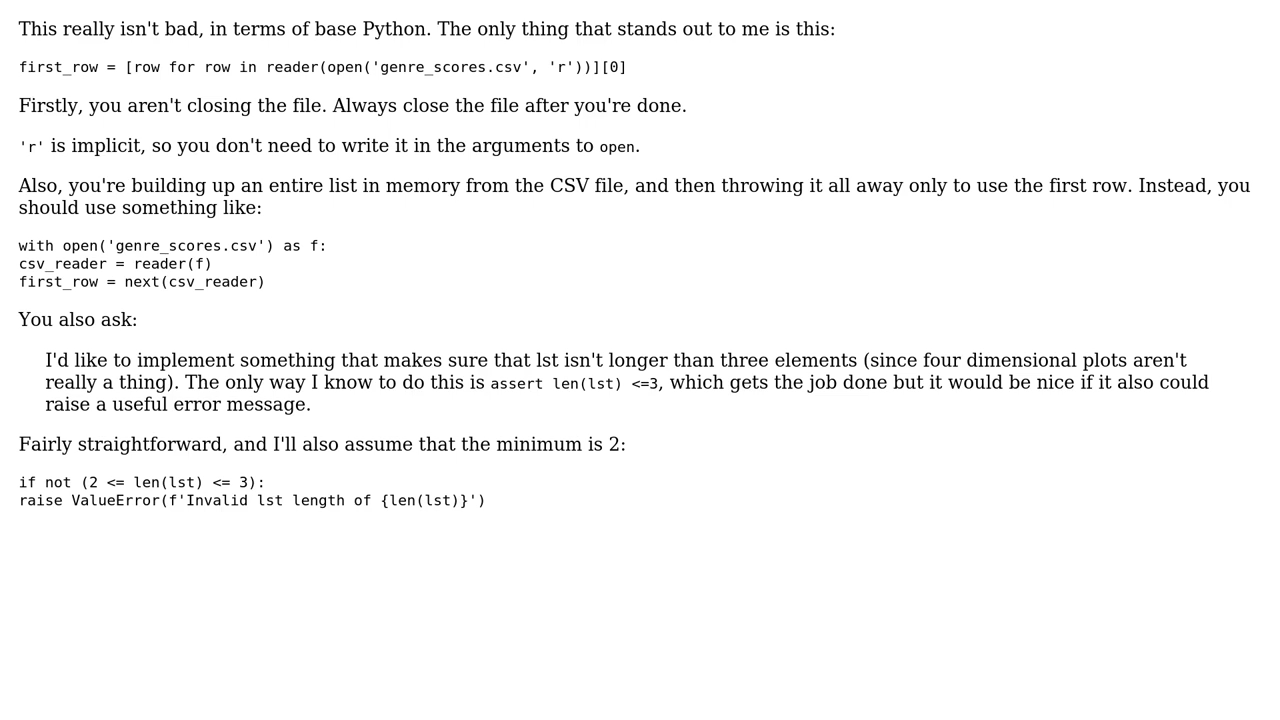 This really isn't bad, in terms of base Python. The only thing that stands out to me is this:
first_row = [row for row in reader(open('genre_scores.csv', 'r'))][0]
Firstly, you aren't closing the file. Always close the file after you're done.
'r' is implicit, so you don't need to write it in the arguments to open.
Also, you're building up an entire list in memory from the CSV file, and then throwing it all away only to use the first row. Instead, you
should use something like:
with open('genre_scores.csv') as f:
csv_reader = reader(f)
first_row = next(csv_reader)
You also ask:
I'd like to implement something that makes sure that lst isn't longer than three elements (since four dimensional plots aren't
really a thing). The only way I know to do this is assert len(lst) <=3, which gets the job done but it would be nice if it also could
raise a useful error message.
Fairly straightforward, and I'll also assume that the minimum is 2:
if not (2 <= len(lst) <= 3):
raise ValueError(f'Invalid lst length of {len(lst)}')